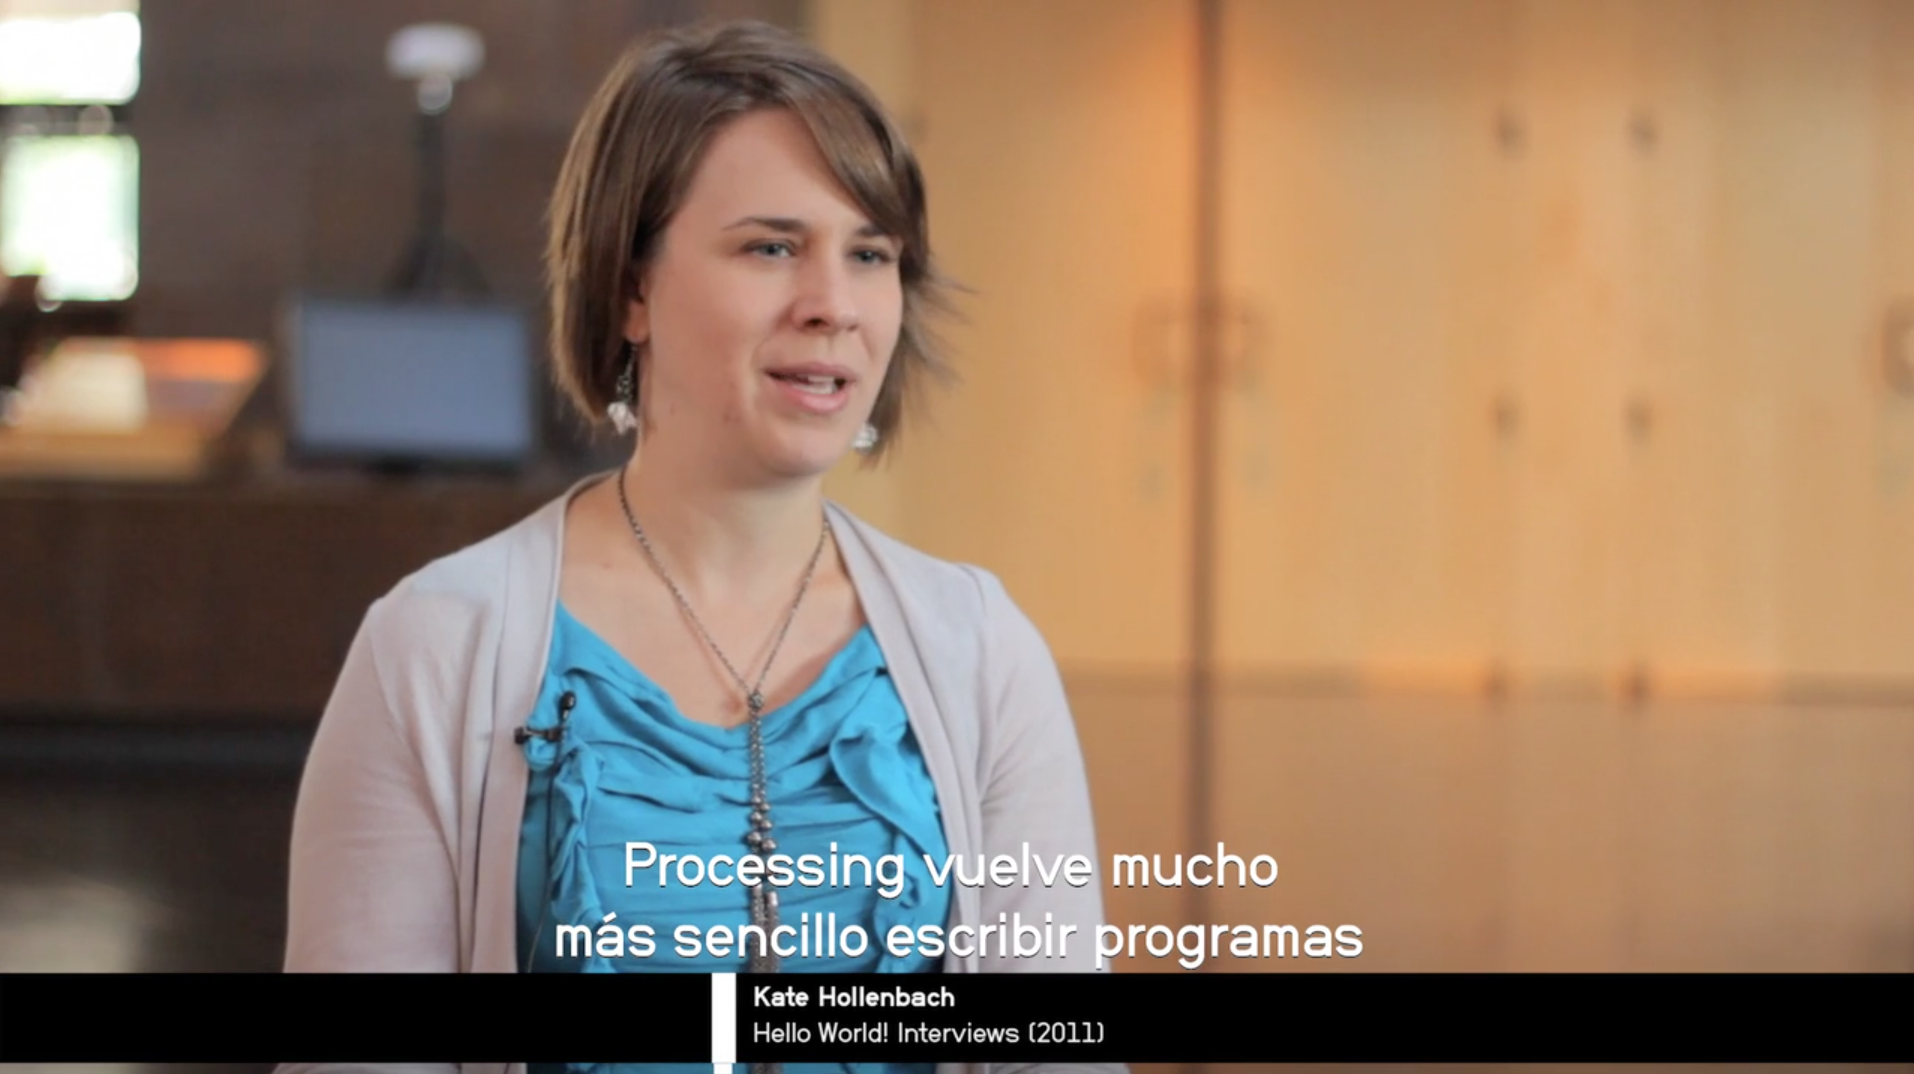 Processing vuelve mucho
más sencillo escribir programas
Kate Hollenbach
Hello World! Interviews (2011)